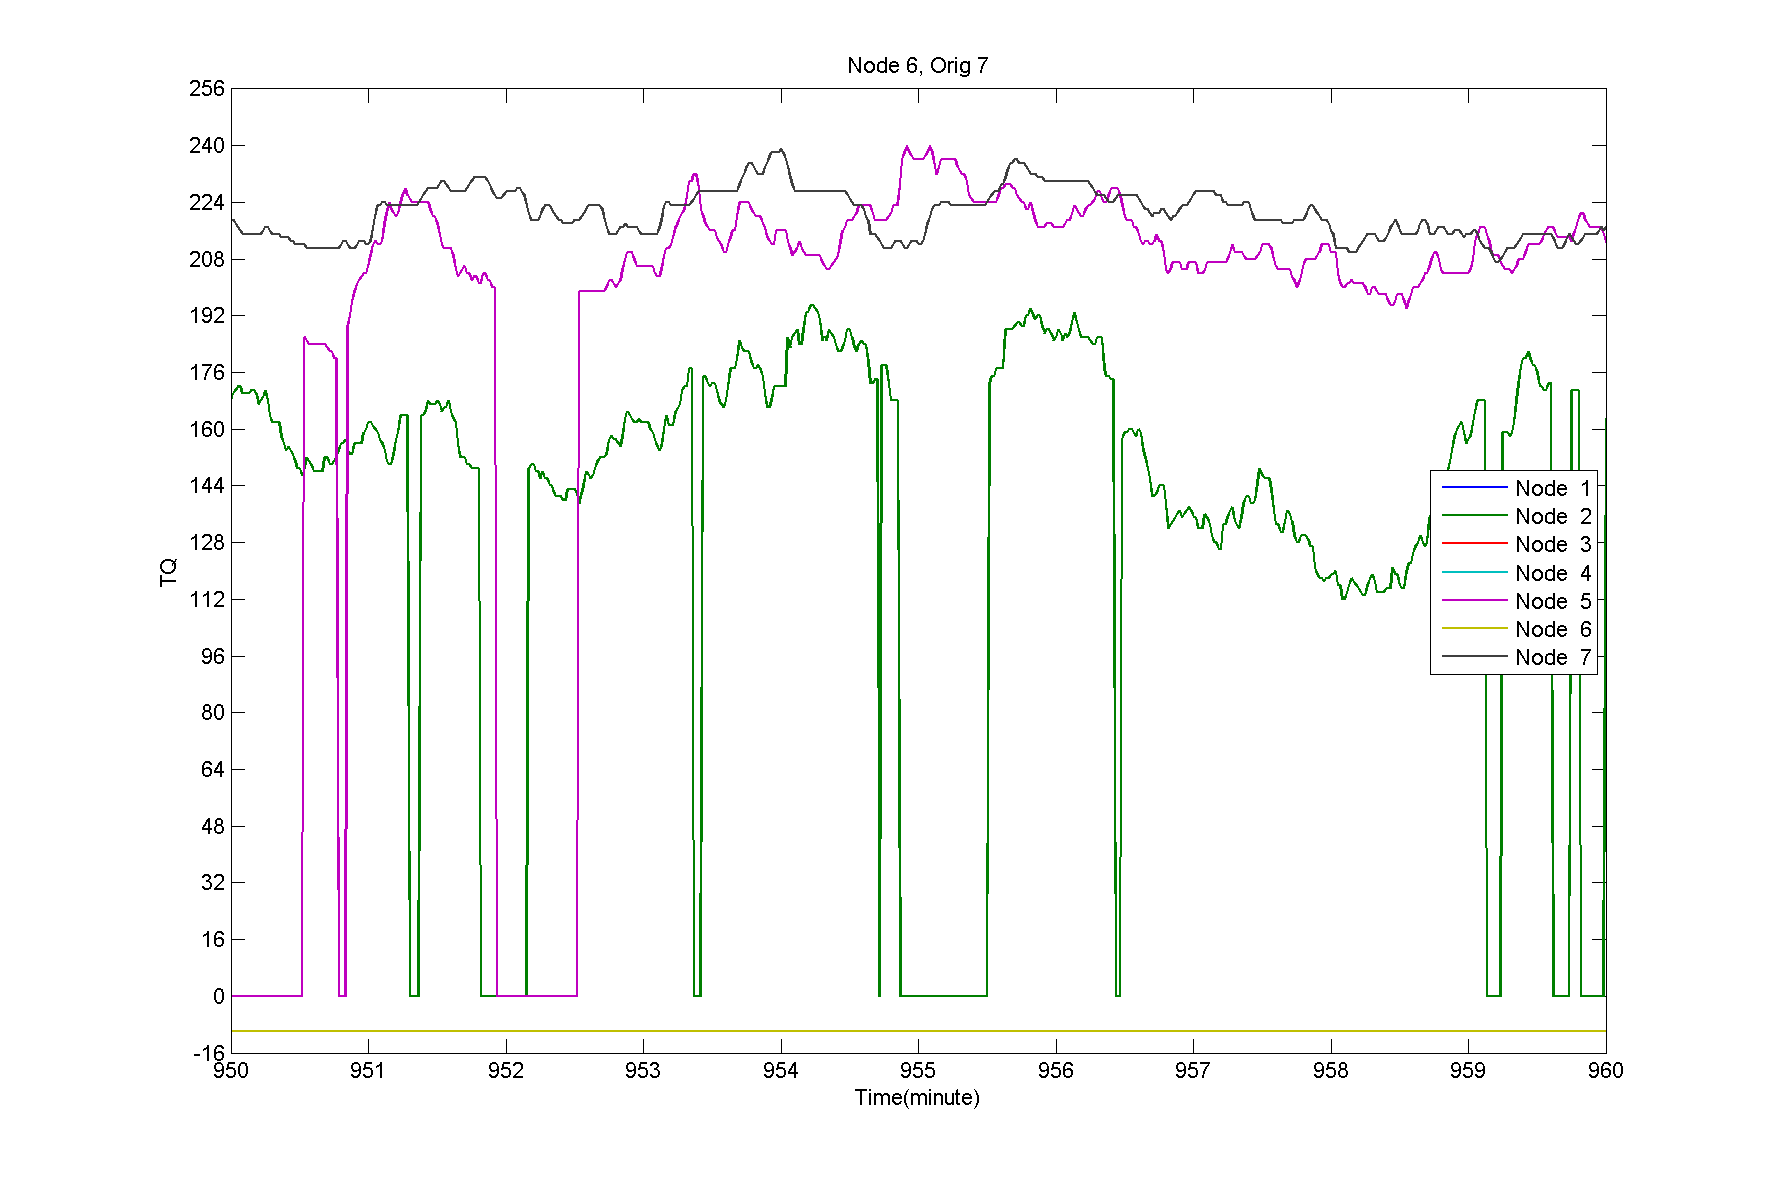 Node 6, Orig 7
256
240
224
208
192
176
160
144
128
112
96
80
64
48
32
16
0
-16
TQ
Node 1
Node 2
Node 3
Node 4
Node 5
Node 6
Node 7
950 951 952 953 954 955 956 957 958 959 960
Time(minute)